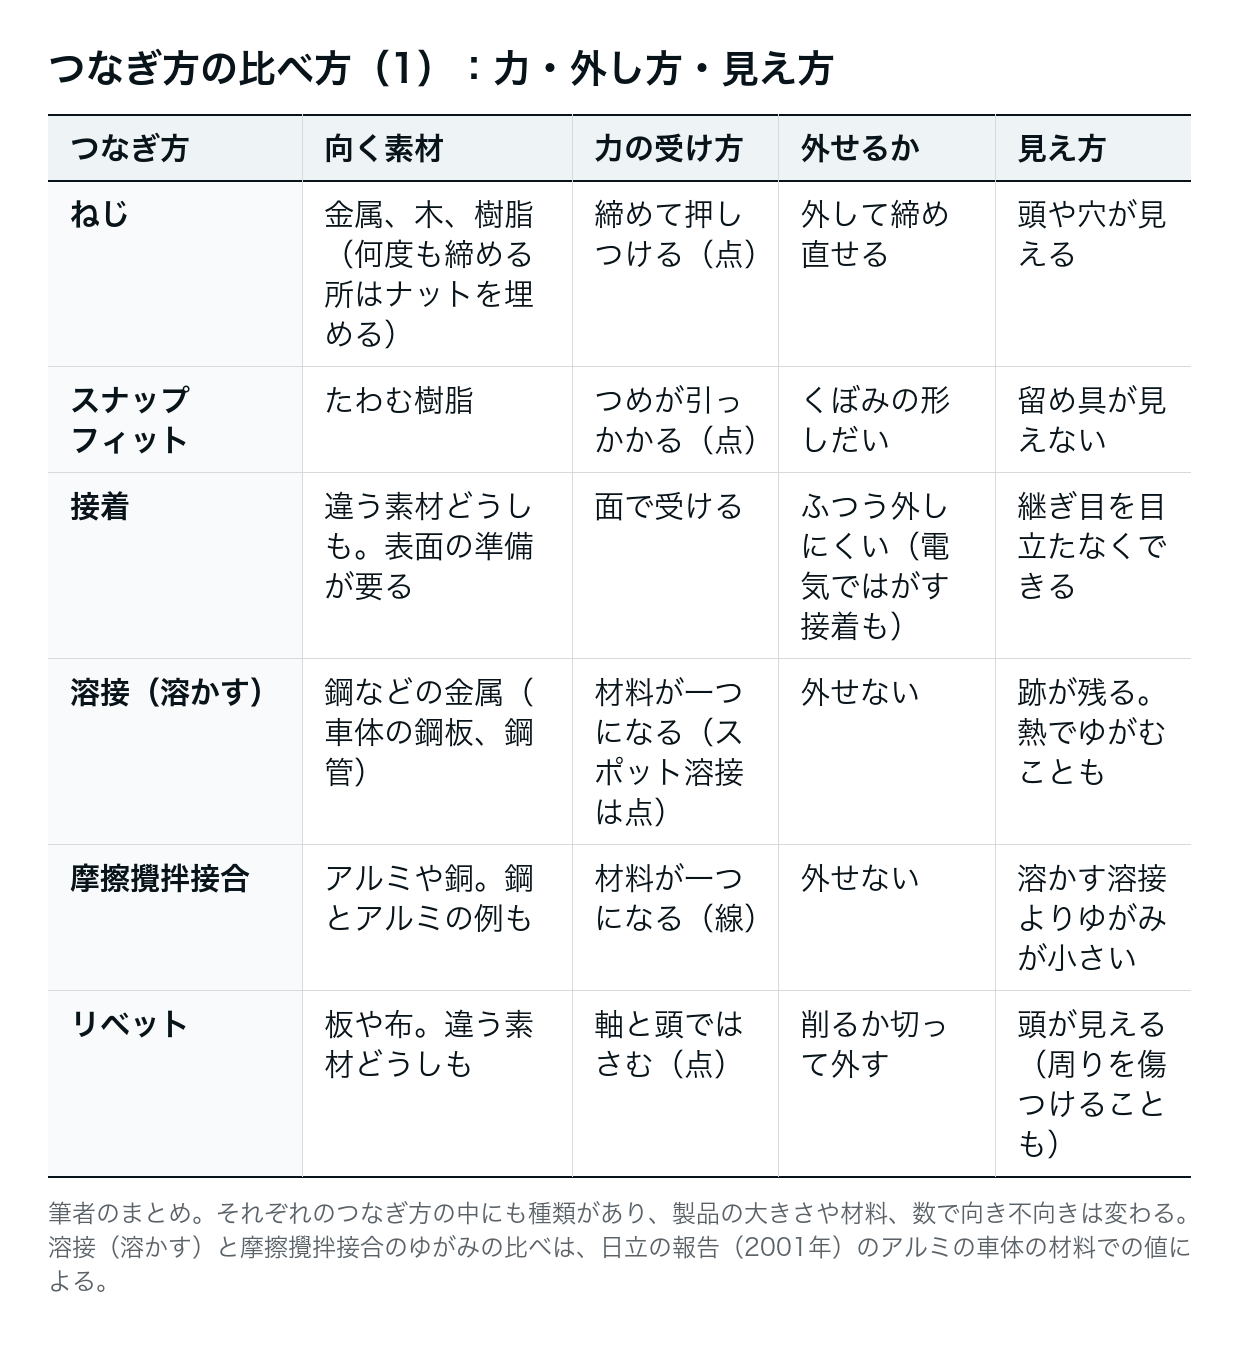 つなぎ方の比べ方（1）：力・外し方・見え方
つなぎ方
向く素材
力の受け方
外せるか
見え方
ねじ
金属、木、樹脂
（何度も締める
所はナットを埋
める）
締めて押し
つける（点）
外して締め
直せる
頭や穴が見
える
スナップ
フィット
たわむ樹脂
つめが引っ
かかる（点）
くぼみの形
しだい
留め具が見
えない
接着
違う素材どうし
も。表面の準備
が要る
面で受ける
ふつう外し
にくい（電
気ではがす
接着も）
継ぎ目を目
立たなくで
きる
溶接（溶かす）
鋼などの金属（
車体の鋼板、鋼
管）
材料が一つ
になる（ス
ポット溶接
は点）
外せない
跡が残る。
熱でゆがむ
ことも
摩擦攪拌接合
アルミや銅。鋼
とアルミの例も
材料が一つ
になる（線）
外せない
溶かす溶接
よりゆがみ
が小さい
リベット
板や布。違う素
材どうしも
軸と頭では
さむ（点）
削るか切っ
て外す
頭が見える
（周りを傷
つけること
も）
筆者のまとめ。それぞれのつなぎ方の中にも種類があり、製品の大きさや材料、数で向き不向きは変わる。
溶接（溶かす）と摩擦攪拌接合のゆがみの比べは、日立の報告（2001年）のアルミの車体の材料での値に
よる。